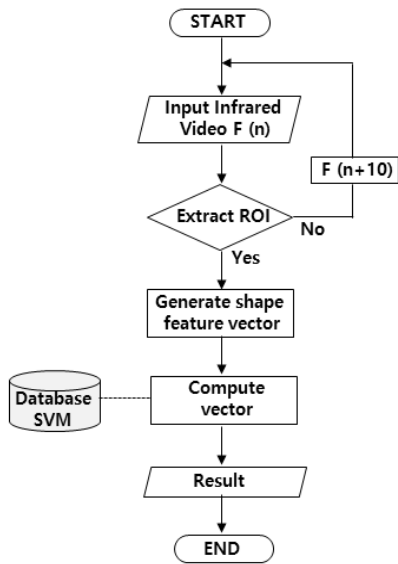 START
Input Infrared
Video F (n)
F (n+10)
Extract ROI
No
Yes
Generate shape
feature vector
Compute
vector
Database
SVM
Result
END